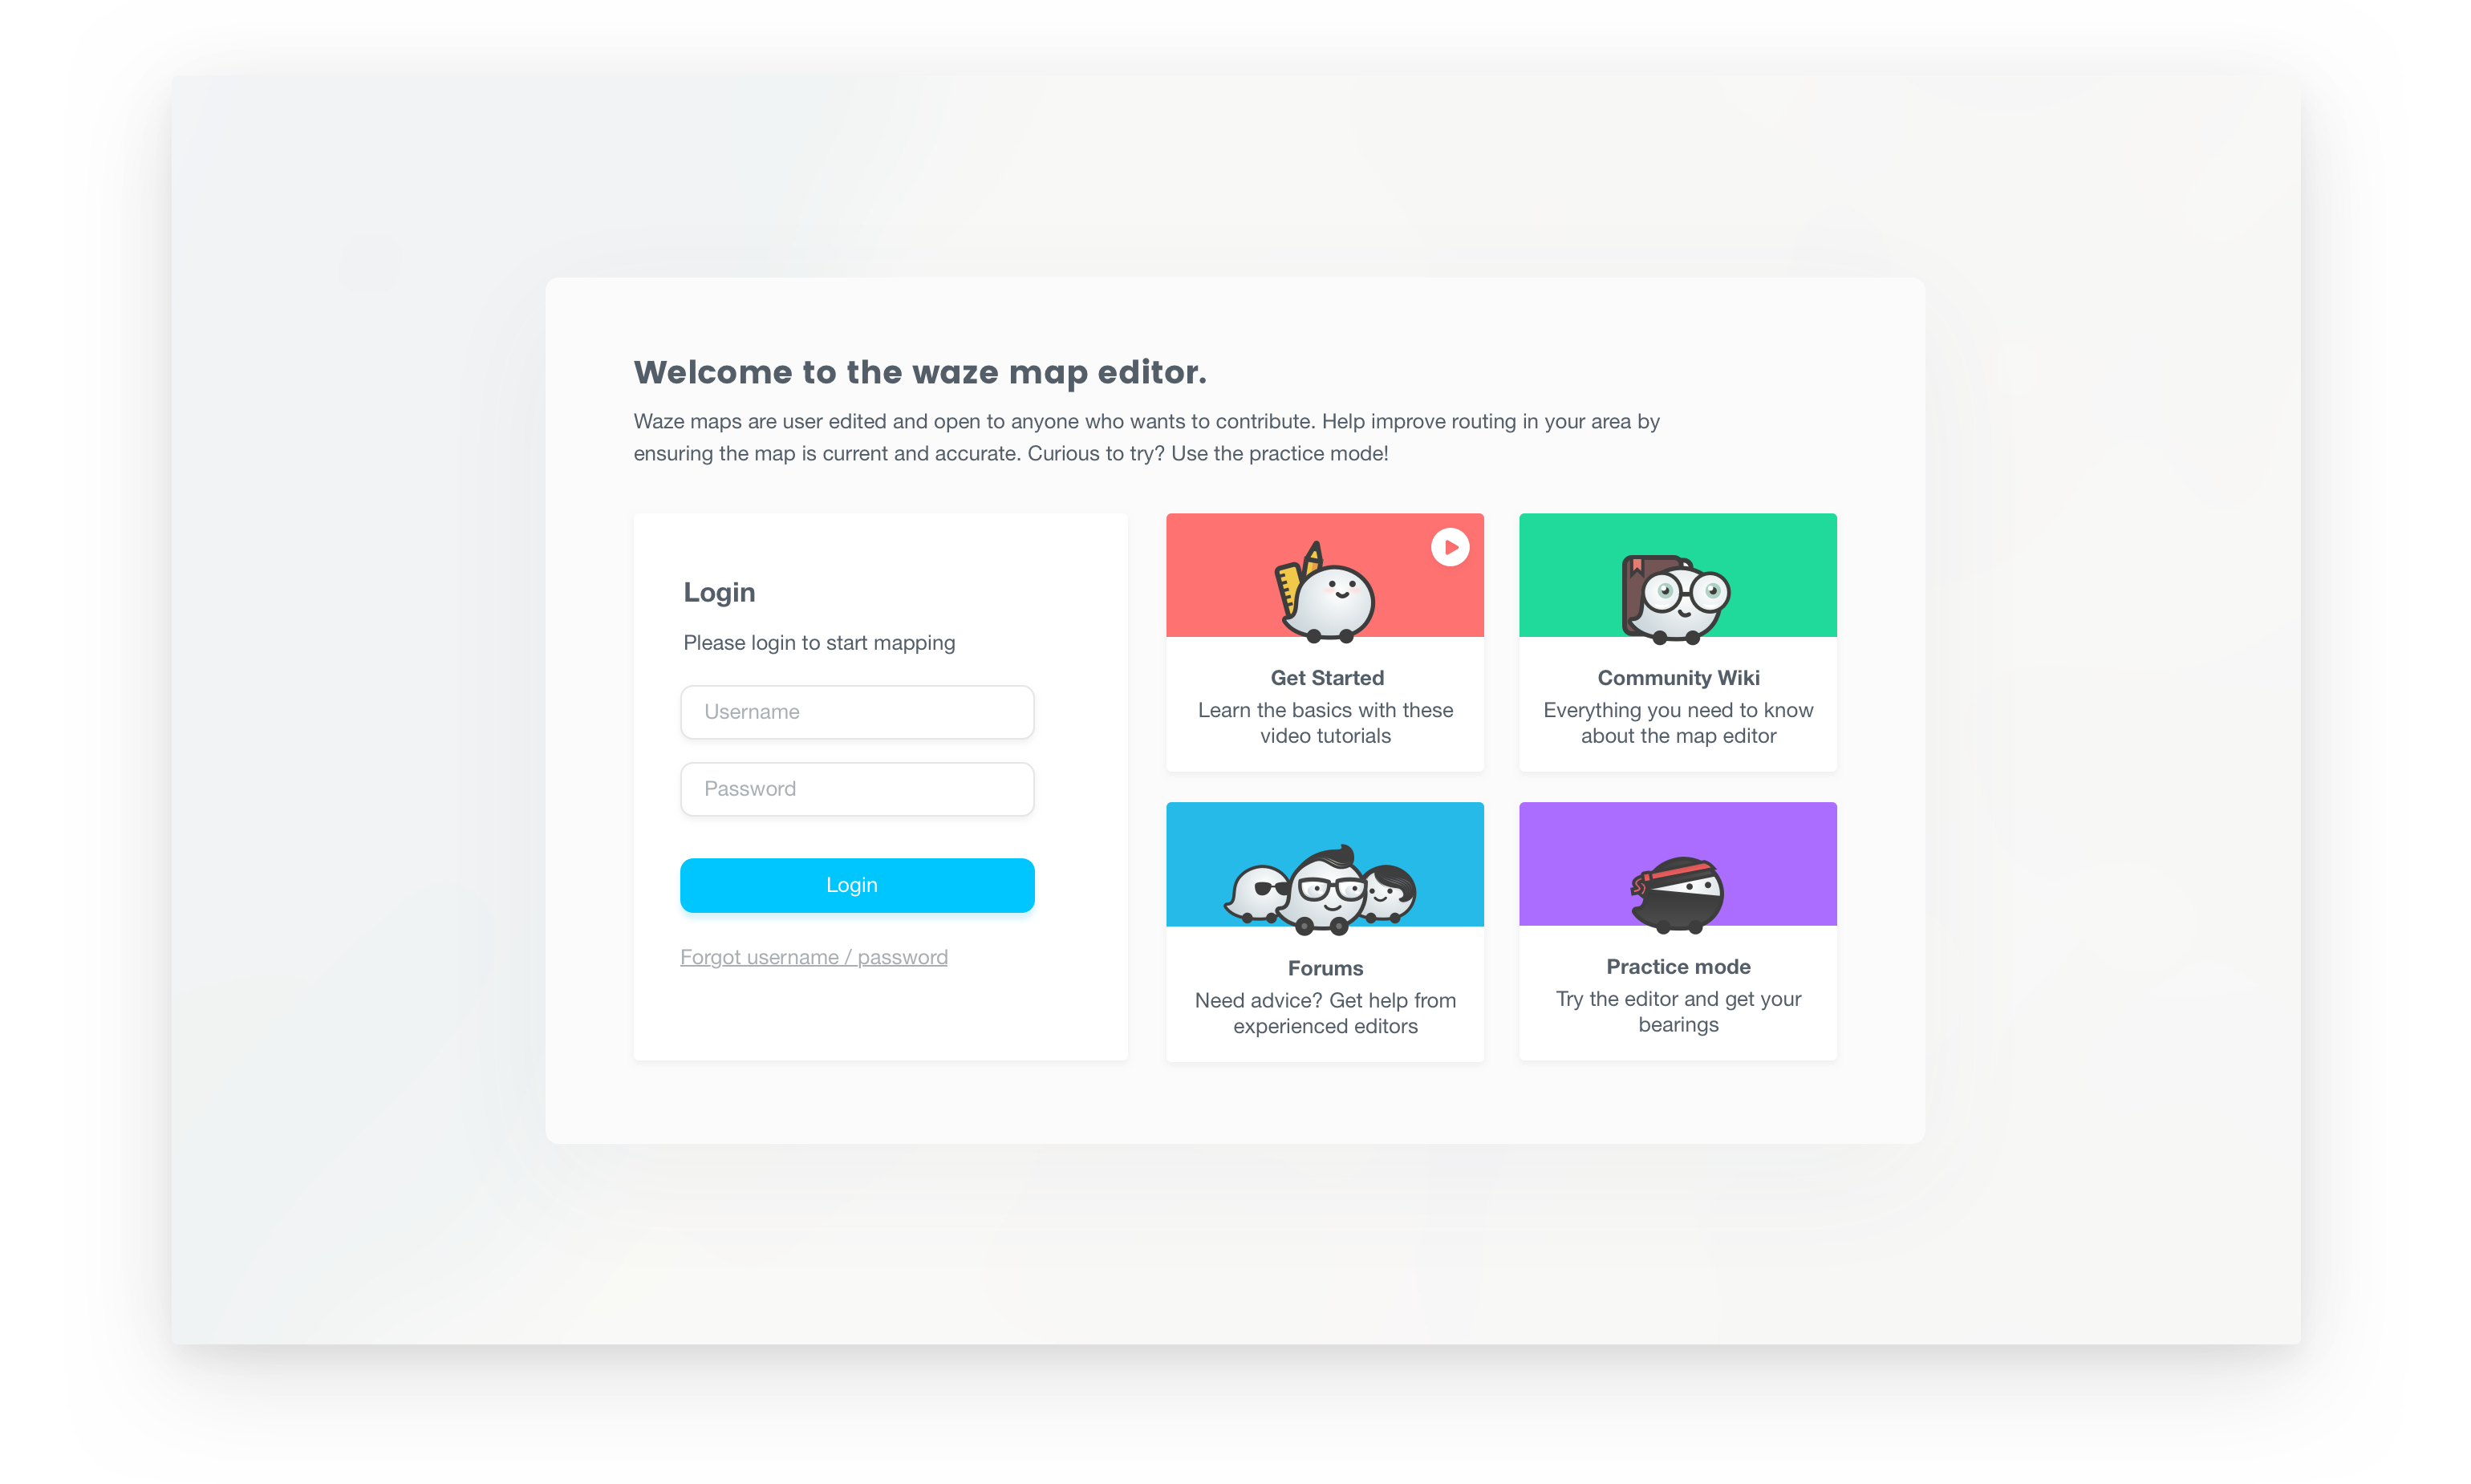 Welcome to the waze map editor.
Waze maps are user edited and open to anyone who wants to contribute. Help improve routing in your area by
ensuring the map is current and accurate. Curious to try? Use the practice mode!
Login
Please login to start mapping
Username
Password
Login
Forgot username / password
Get Started
Learn the basics with these
video tutorials
Community Wiki
Everything you need to know
about the map editor
Forums
Need advice? Get help from
experienced editors
Practice mode
Try the editor and get your
bearings